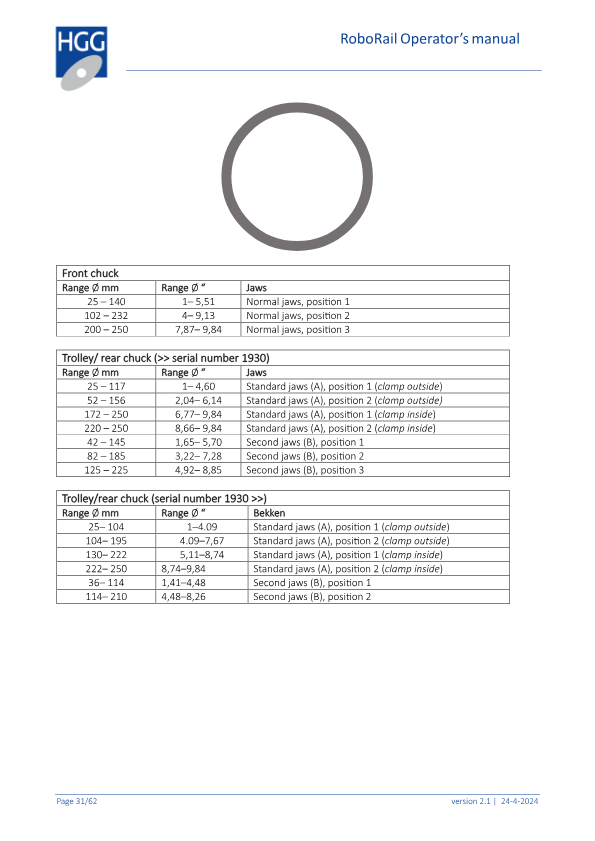 HGG
RoboRail Operator's manual
Front chuck
Range Ø mm Range Ø “ Jaws
25 – 140 1– 5,51 Normal jaws, position 1
102 – 232 4– 9,13 Normal jaws, position 2
200 – 250 7,87– 9,84 Normal jaws, position 3
Trolley/ rear chuck (>> serial number 1930)
Range Ø mm Range Ø “ Jaws
25 – 117 1– 4,60 Standard jaws (A), position 1 (clamp outside)
52 – 156 2,04– 6,14 Standard jaws (A), position 2 (clamp outside)
172 – 250 6,77– 9,84 Standard jaws (A), position 1 (clamp inside)
220 – 250 8,66– 9,84 Standard jaws (A), position 2 (clamp inside)
42 – 145 1,65– 5,70 Second jaws (B), position 1
82 – 185 3,22– 7,28 Second jaws (B), position 2
125 – 225 4,92– 8,85 Second jaws (B), position 3
Trolley/rear chuck (serial number 1930 >>)
Range Ø mm Range Ø “ Bekken
25– 104 1–4.09 Standard jaws (A), position 1 (clamp outside)
104– 195 4.09–7,67 Standard jaws (A), position 2 (clamp outside)
130– 222 5,11–8,74 Standard jaws (A), position 1 (clamp inside)
222– 250 8,74–9,84 Standard jaws (A), position 2 (clamp inside)
36– 114 1,41–4,48 Second jaws (B), position 1
114– 210 4,48–8,26 Second jaws (B), position 2
Page 31/62 version 2.1 | 24-4-2024